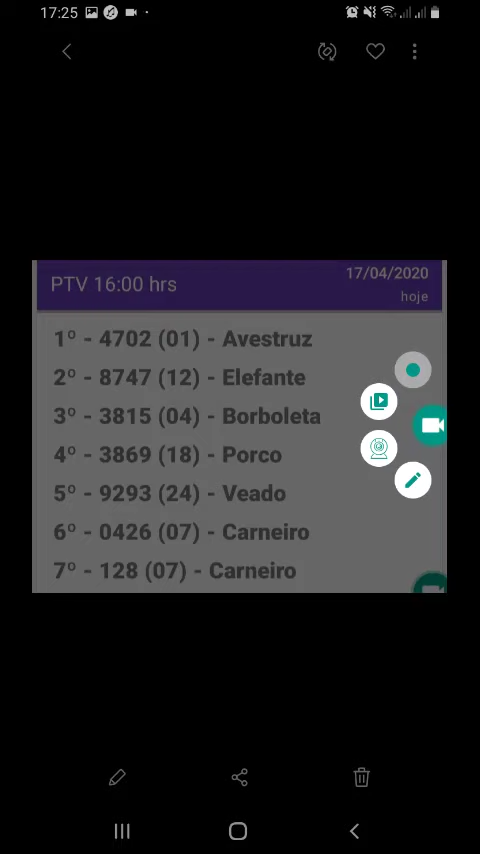 17:25
PTV 16:00 hrs
17/04/2020
hoje
1º - 4702 (01) - Avestruz
2º - 8747 (12) - Elefante
3º - 3815 (04) - Borboleta
4º - 3869 (18) - Porco
5º - 9293 (24) - Veado
6º - 0426 (07) - Carneiro
7º - 128 (07) - Carneiro